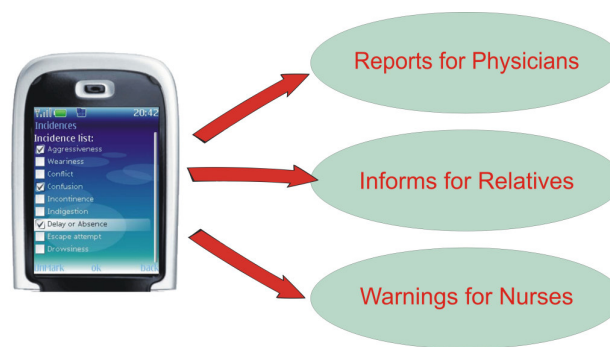 20:42
Incidences
Incidence list:
Aggressiveness
Weariness
Conflict
Confusion
Incontinence
Indigestion
Delay or Absence
Escape attempt
Drowsiness
Unmark ok Back
Reports for Physicians
Informs for Relatives
Warnings for Nurses